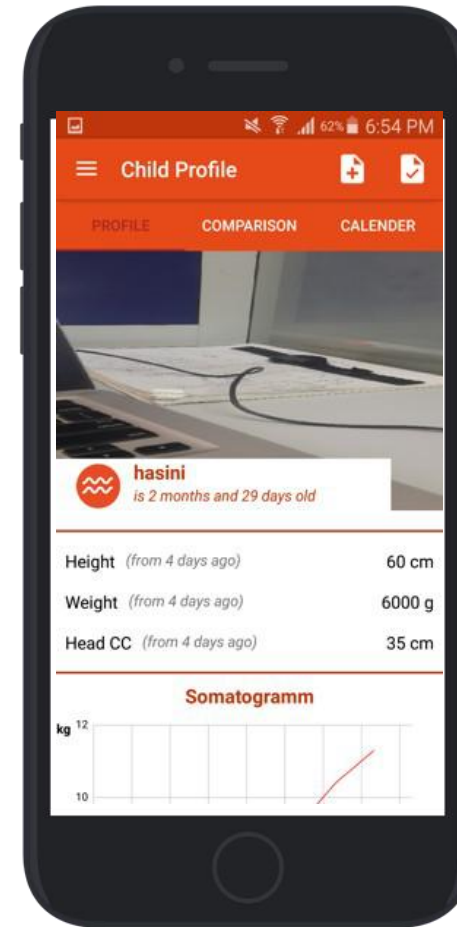 62% 6:54 PM
Child Profile
PROFILE COMPARISON CALENDER
hasini
is 2 months and 29 days old
Height (from 4 days ago) 60 cm
Weight (from 4 days ago) 6000 g
Head CC (from 4 days ago) 35 cm
Somatogramm
kg 12
10